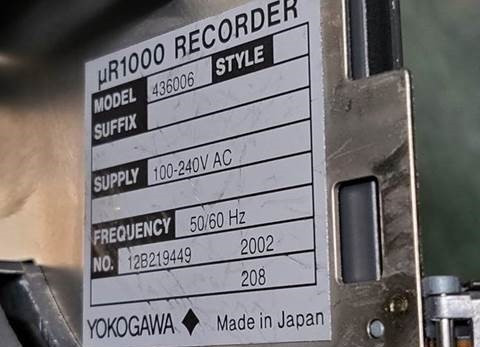 µR1000 RECORDER
MODEL 436006 STYLE
SUFFIX
SUPPLY 100-240V AC
FREQUENCY 50/60 Hz
NO. 12B219449 2002
208
YOKOGAWA ◆ Made in Japan